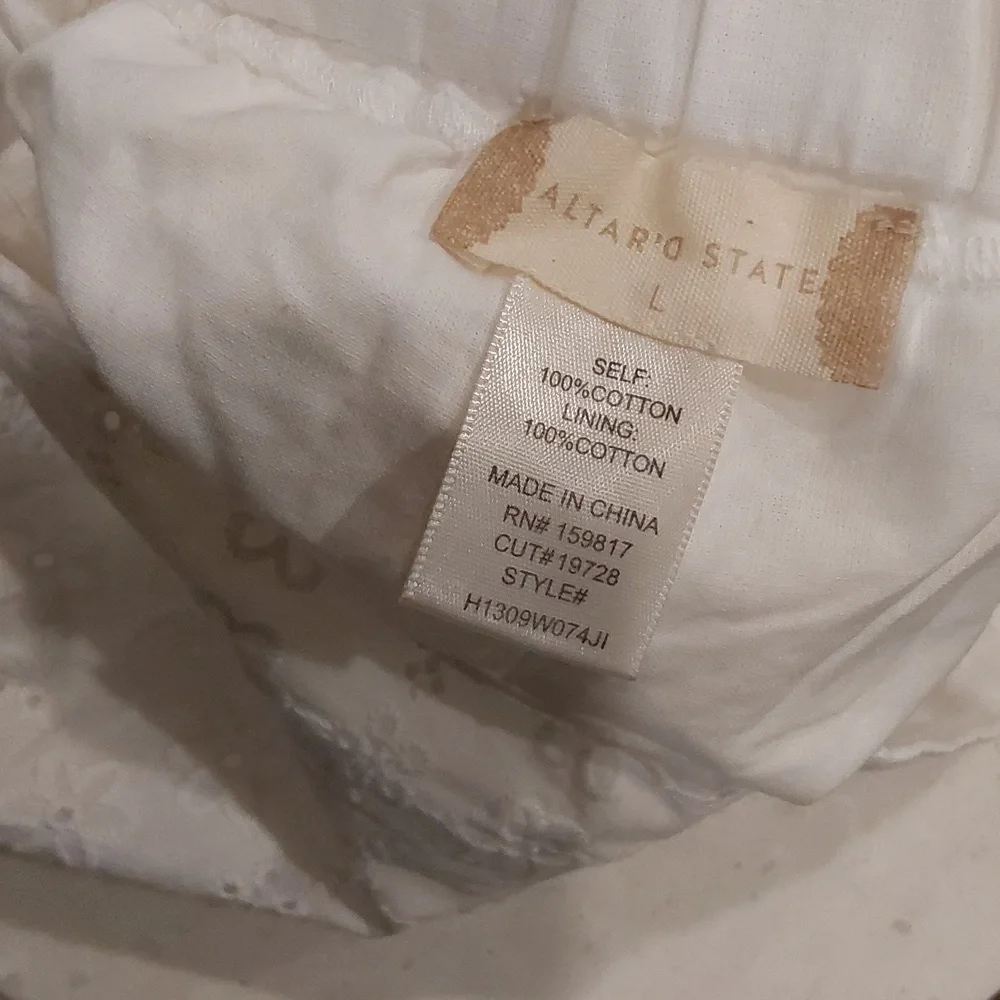 ALTAR'D STATE
L
SELF:
100%COTTON
LINING:
100%COTTON
MADE IN CHINA
RN# 159817
CUT#19728
STYLE#
H1309W074JI